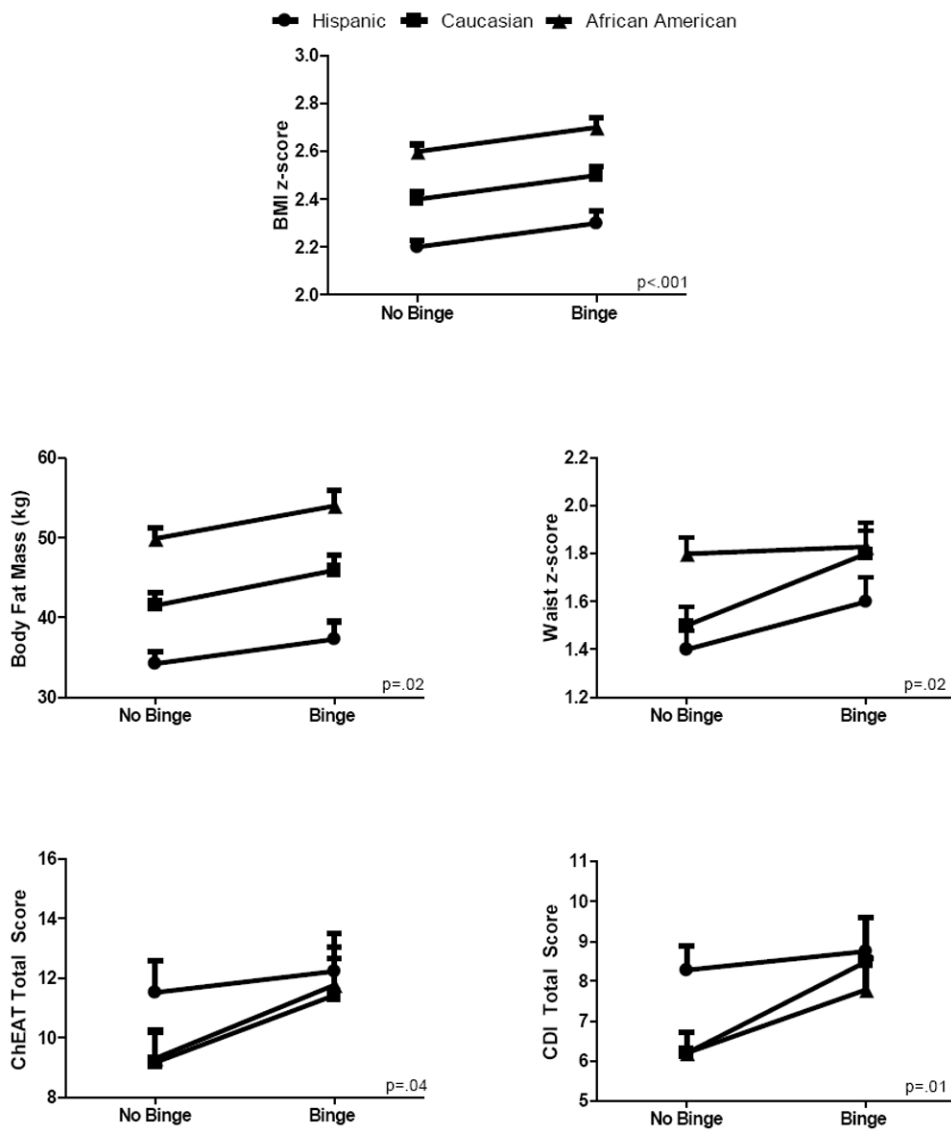 Hispanic Caucasian African American
BMI z-score
3.0
2.8
2.6
2.4
2.2
2.0
p<.001
No Binge Binge
Body Fat Mass (kg)
60
50
40
30
p=.02
No Binge Binge
Waist z-score
2.2
2.0
1.8
1.6
1.4
1.2
p=.02
No Binge Binge
ChEAT Total Score
16
14
12
10
8
p=.04
No Binge Binge
CDI Total Score
11
10
9
8
7
6
5
p=.01
No Binge Binge